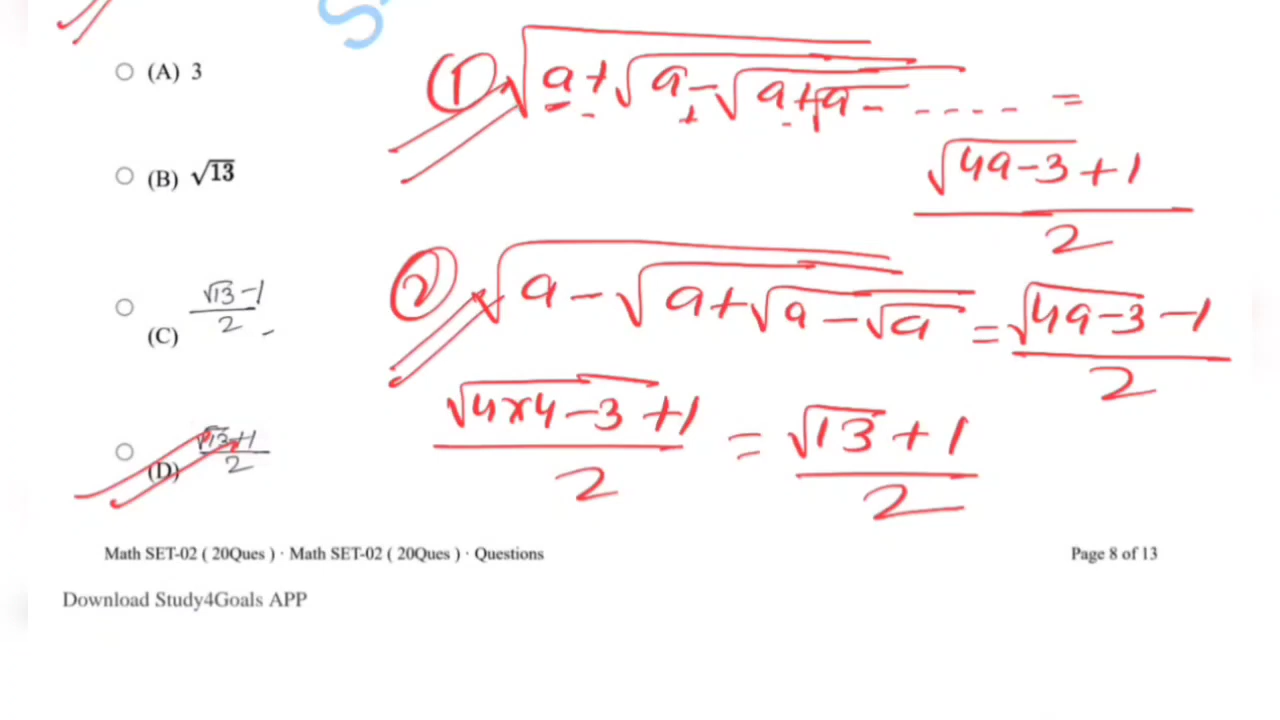 S
(A) 3
① √(a+√(a-√(a+√a- ..... =
(√(4a-3)+1)/2
(B) √13
② √(a-√(a+√(a-√a))) = (√(4a-3)-1)/2
(C) (√13-1)/2
(√(4×4-3)+1)/2 = (√13+1)/2
(D) (√13+1)/2
Math SET-02 ( 20Ques ) · Math SET-02 ( 20Ques ) · Questions Page 8 of 13
Download Study4Goals APP